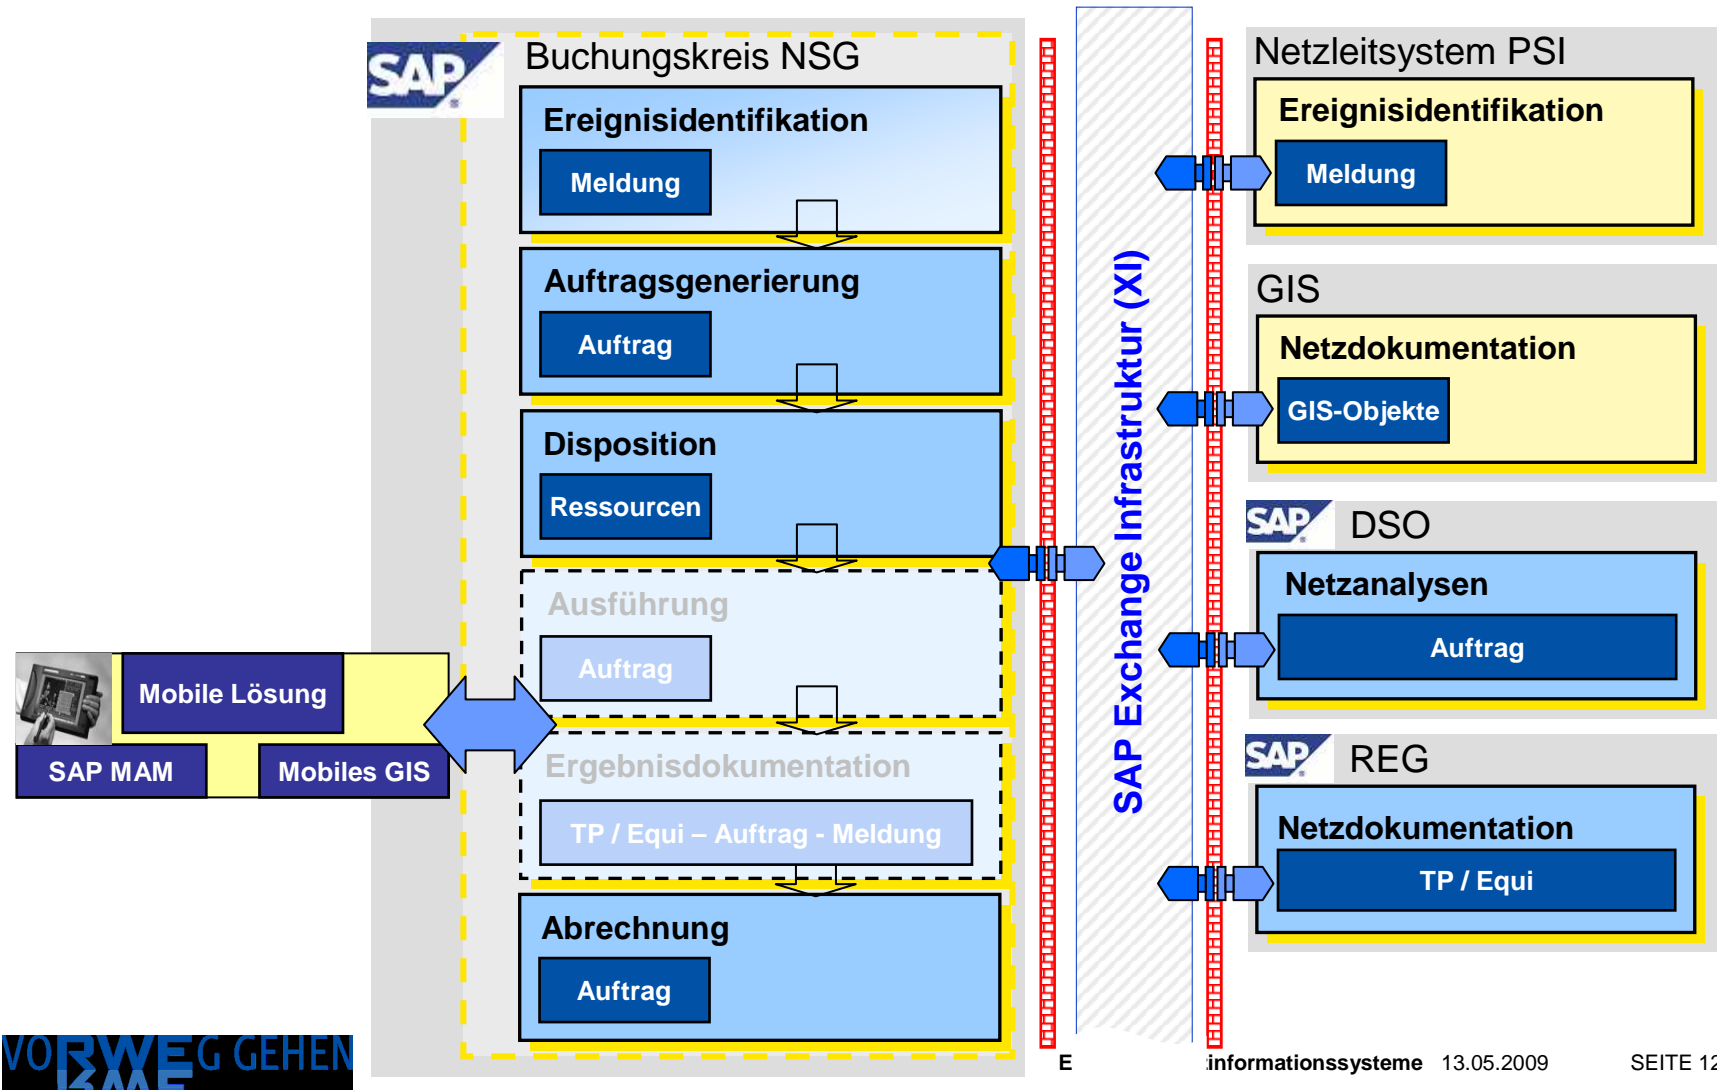 SAP
Buchungskreis NSG
Ereignisidentifikation
Meldung
Auftragsgenerierung
Auftrag
Disposition
Ressourcen
Ausführung
Auftrag
Ergebnisdokumentation
TP / Equi – Auftrag - Meldung
Abrechnung
Auftrag
Mobile Lösung
SAP MAM
Mobiles GIS
SAP Exchange Infrastruktur (XI)
Netzleitsystem PSI
Ereignisidentifikation
Meldung
GIS
Netzdokumentation
GIS-Objekte
SAP
DSO
Netzanalysen
Auftrag
SAP
REG
Netzdokumentation
TP / Equi
VORWEG GEHEN
E
informationssysteme 13.05.2009 SEITE 12